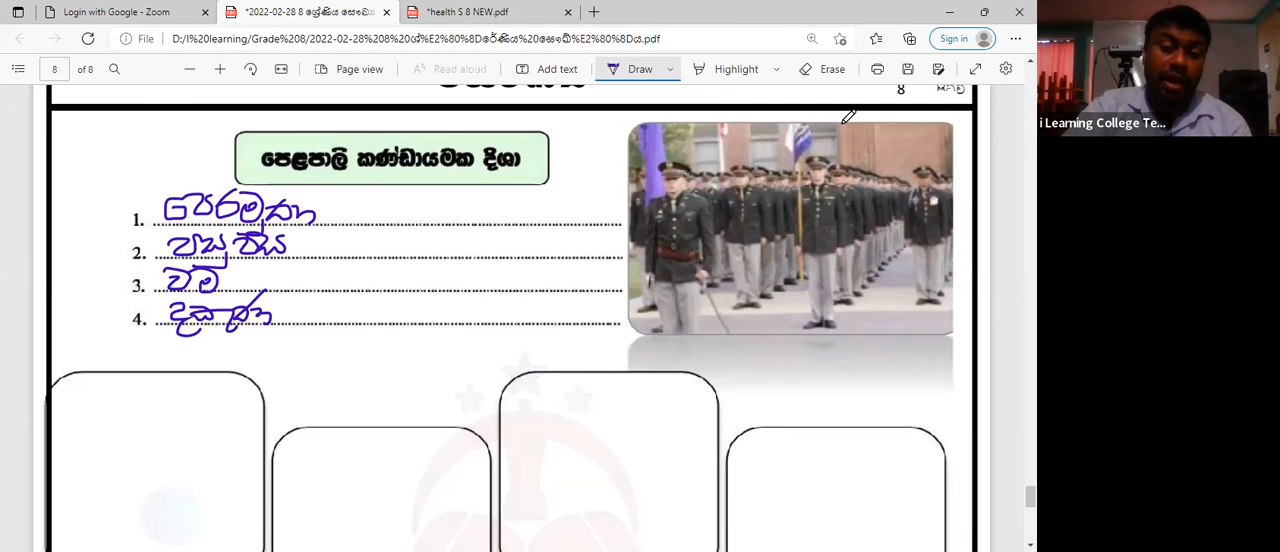 Login with Google - Zoom
*2022-02-28 8 ශ්‍රේණිය සෞඛ්‍ය
*health S 8 NEW.pdf
File
D:/I%20learning/Grade%208/2022-02-28%208%20ශ්%E2%80%8Dරේණිය%20සෞඛ්%E2%80%8Dය.pdf
Sign in
8 of 8
Page view
Read aloud
Add text
Draw
Highlight
Erase
8
i Learning College Te...
පෙළපාලි කණ්ඩායමක දිශා
1. පෙරමුණ
2. පසුපස
3. වම
4. දකුණ